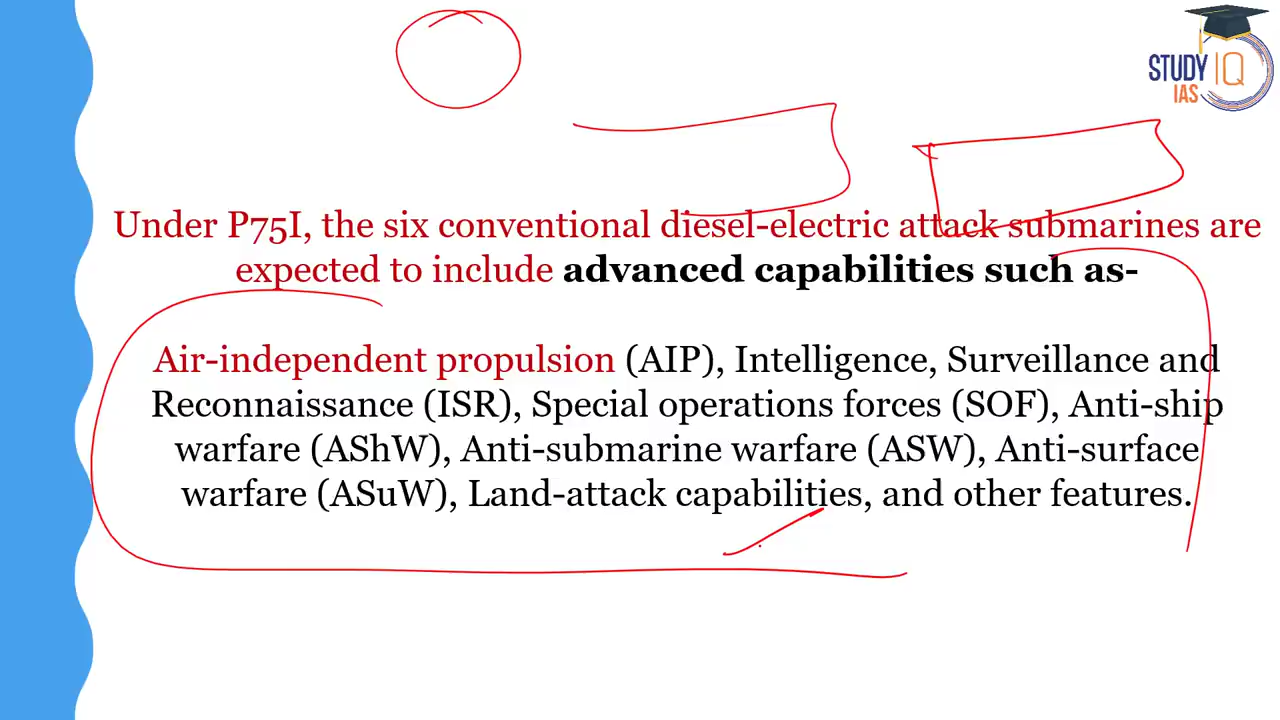 STUDY IQ
IAS
Under P75I, the six conventional diesel-electric attack submarines are
expected to include advanced capabilities such as-
Air-independent propulsion (AIP), Intelligence, Surveillance and
Reconnaissance (ISR), Special operations forces (SOF), Anti-ship
warfare (AShW), Anti-submarine warfare (ASW), Anti-surface
warfare (ASuW), Land-attack capabilities, and other features.